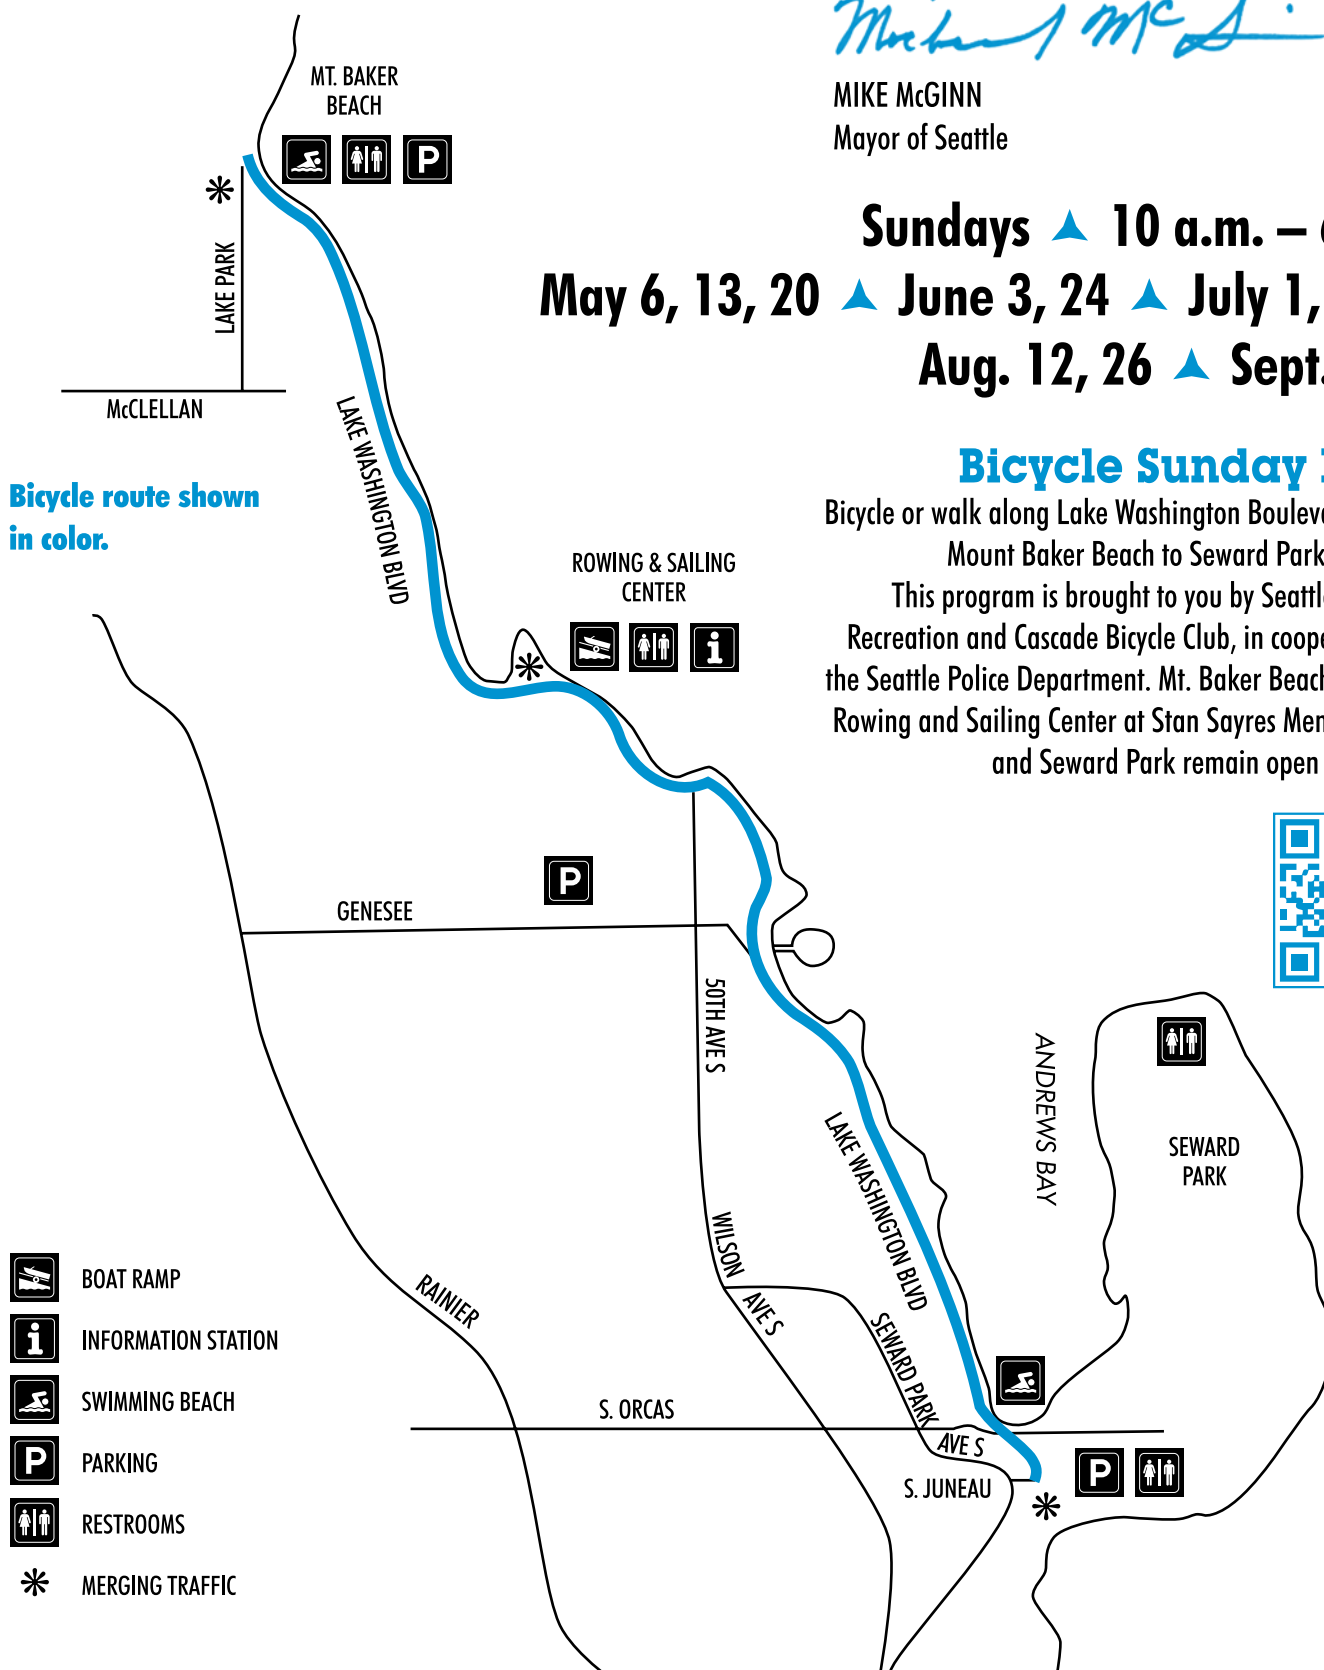 Michael McGi
MIKE McGINN
Mayor of Seattle
Sundays 10 a.m. –
May 6, 13, 20 June 3, 24 July 1,
Aug. 12, 26 Sept.
Bicycle Sunday
Bicycle or walk along Lake Washington Bouleva
Mount Baker Beach to Seward Park
This program is brought to you by Seattle
Recreation and Cascade Bicycle Club, in coope
the Seattle Police Department. Mt. Baker Beach
Rowing and Sailing Center at Stan Sayres Mem
and Seward Park remain open
MT. BAKER
BEACH
P
LAKE PARK
McCLELLAN
LAKE WASHINGTON BLVD
Bicycle route shown
in color.
ROWING & SAILING
CENTER
i
P
GENESEE
50TH AVE S
ANDREWS BAY
SEWARD
PARK
LAKE WASHINGTON BLVD
WILSON
AVE S
RAINIER
SEWARD PARK
AVE S
S. ORCAS
S. JUNEAU
P
BOAT RAMP
i INFORMATION STATION
SWIMMING BEACH
P PARKING
RESTROOMS
MERGING TRAFFIC